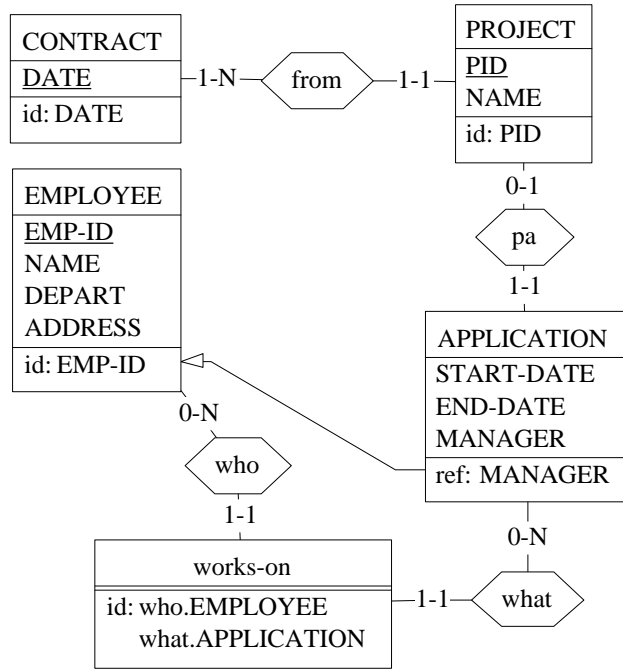 CONTRACT
DATE
id: DATE
1-N
from
1-1
PROJECT
PID
NAME
id: PID
0-1
pa
1-1
EMPLOYEE
EMP-ID
NAME
DEPART
ADDRESS
id: EMP-ID
APPLICATION
START-DATE
END-DATE
MANAGER
ref: MANAGER
0-N
who
1-1
0-N
what
1-1
works-on
id: who.EMPLOYEE
what.APPLICATION